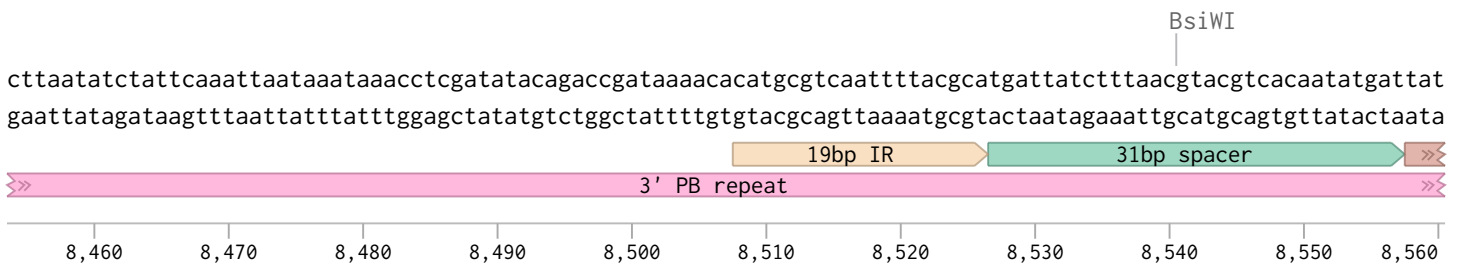 BsiWI
cttaatatctattcaaattaataaataaacctcgatatacagaccgataaaacacatgcgtcaattttacgcatgattatctttaacgtacgtcacaatatgattat
gaattatagataagtttaattatttatttggagctatatgtctggctattttgtgtacgcagttaaaatgcgtactaatagaaattgcatgcagtgttatactaata
19bp IR 31bp spacer
3' PB repeat
8,460 8,470 8,480 8,490 8,500 8,510 8,520 8,530 8,540 8,550 8,560